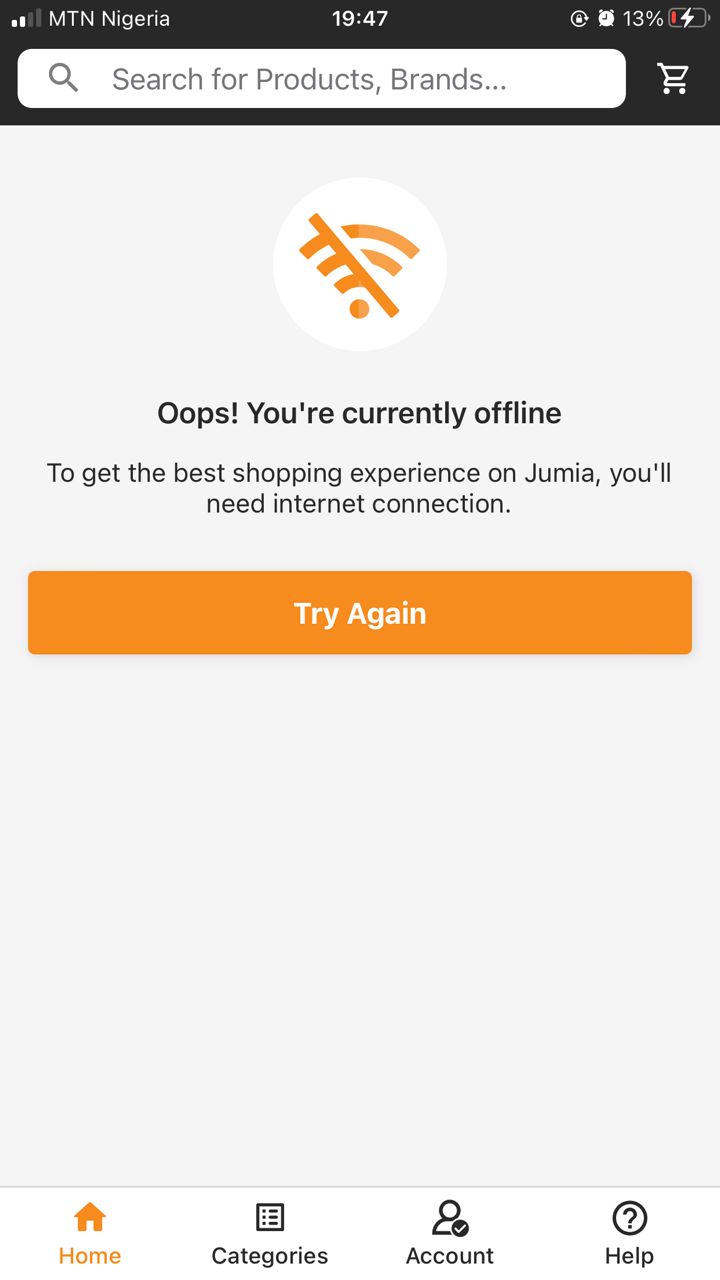 MTN Nigeria 19:47 13%
Search for Products, Brands...
Oops! You're currently offline
To get the best shopping experience on Jumia, you'll
need internet connection.
Try Again
Home Categories Account Help